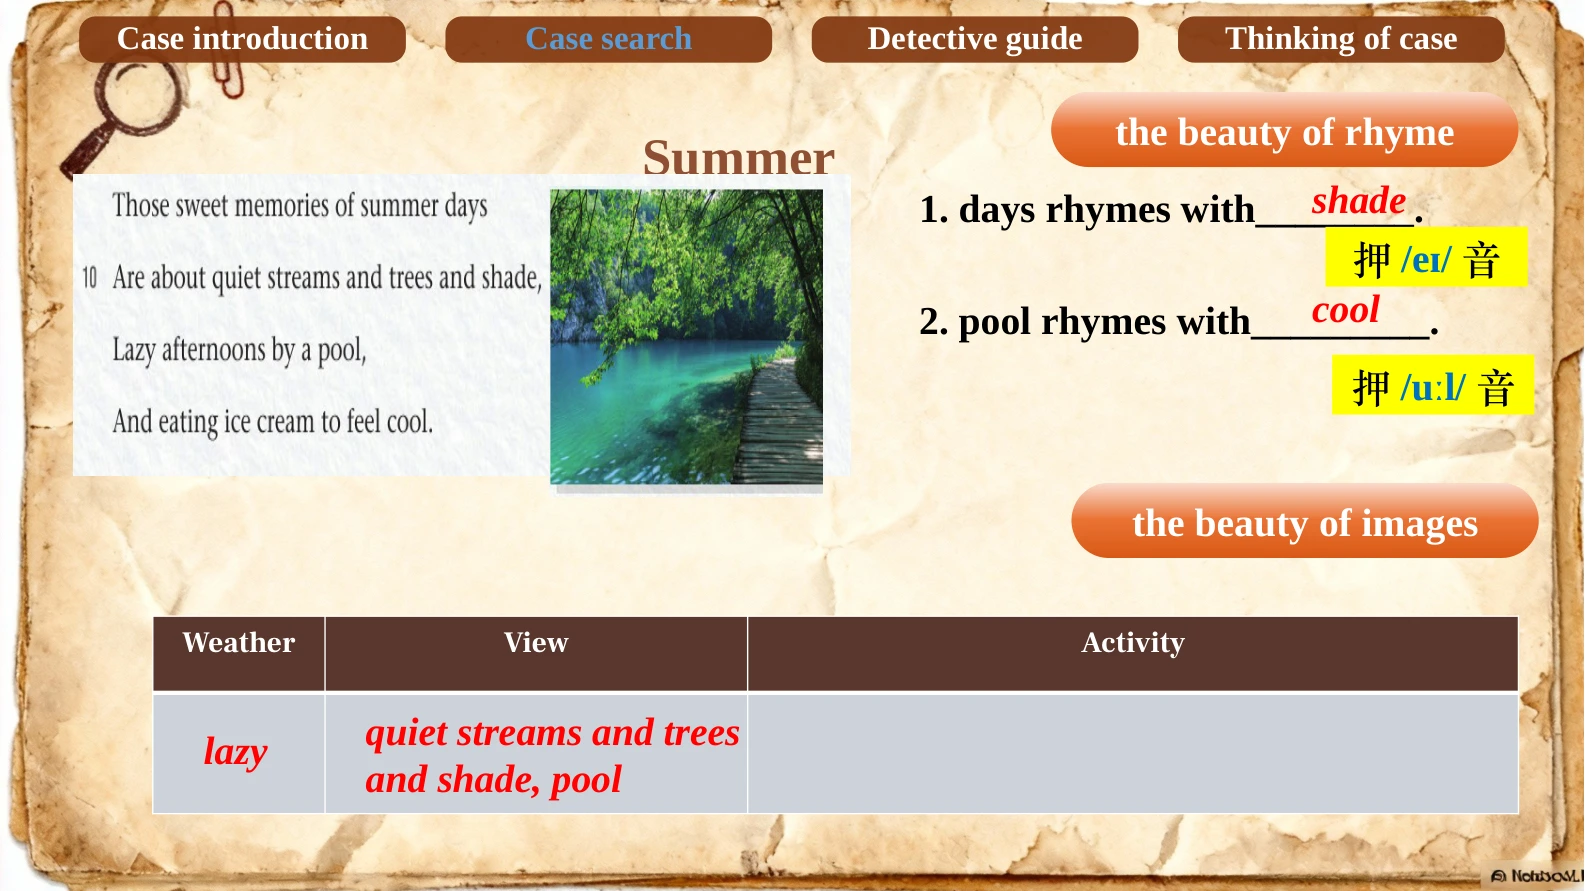 Case introduction
Case search
Detective guide
Thinking of case
the beauty of rhyme
Summer
Those sweet memories of summer days
10 Are about quiet streams and trees and shade,
Lazy afternoons by a pool,
And eating ice cream to feel cool.
1. days rhymes with________.
shade
押 /eɪ/ 音
2. pool rhymes with_________.
cool
押 /uːl/ 音
the beauty of images
Weather View Activity
lazy
quiet streams and trees
and shade, pool